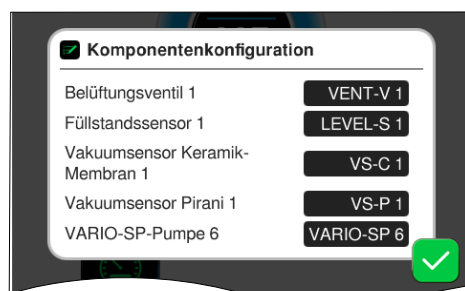 Komponentenkonfiguration
Belüftungsventil 1 VENT-V 1
Füllstandssensor 1 LEVEL-S 1
Vakuumsensor Keramik-
Membran 1 VS-C 1
Vakuumsensor Pirani 1 VS-P 1
VARIO-SP-Pumpe 6 VARIO-SP 6